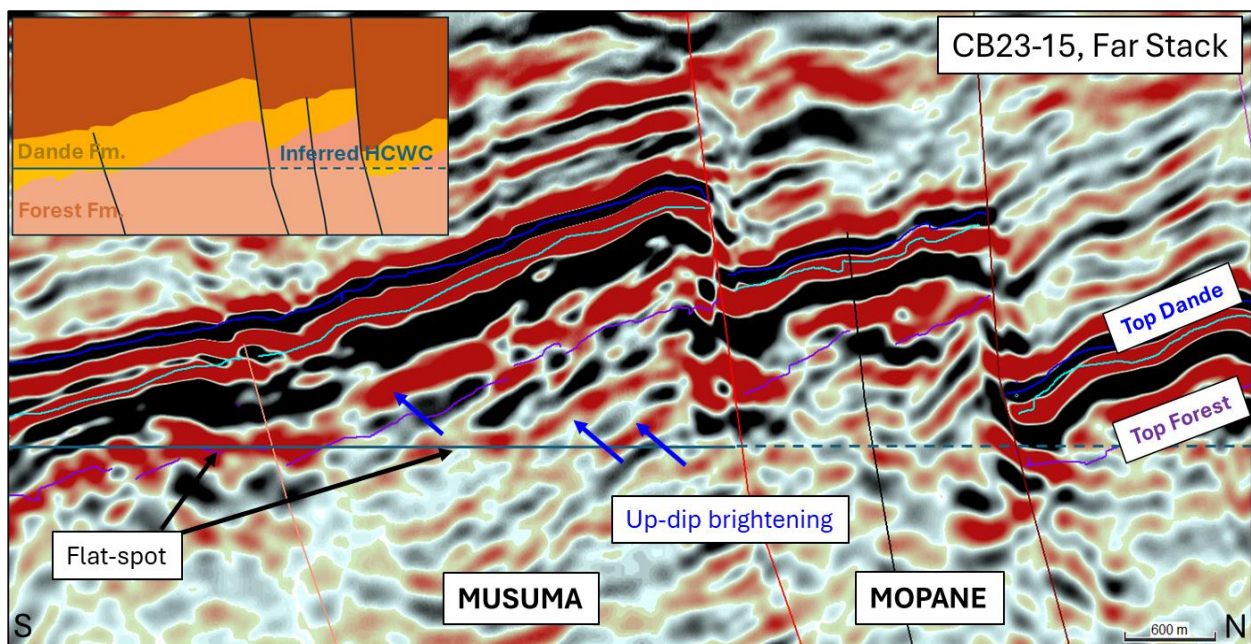 CB23-15, Far Stack
Dande Fm.
Inferred HCWC
Forest Fm.
Top Dande
Top Forest
Up-dip brightening
Flat-spot
MUSUMA
MOPANE
S
600 m
N